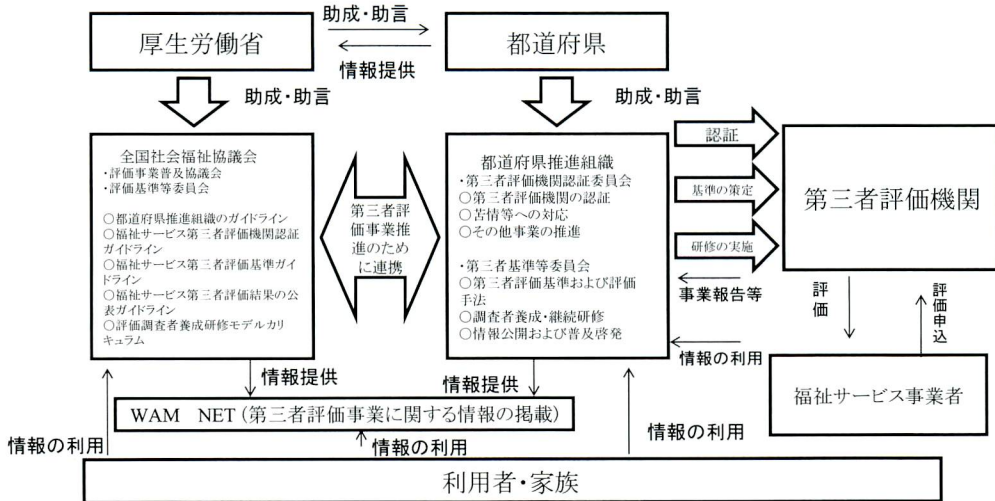 助成・助言
厚生労働省
都道府県
情報提供
助成・助言
助成・助言
全国社会福祉協議会
・評価事業普及協議会
・評価基準等委員会
○都道府県推進組織のガイドライン
○福祉サービス第三者評価機関認証
ガイドライン
○福祉サービス第三者評価基準ガイ
ドライン
○福祉サービス第三者評価結果の公
表ガイドライン
○評価調査者養成研修モデルカリ
キュラム
第三者評
価事業推
進のため
に連携
都道府県推進組織
・第三者評価機関認証委員会
○第三者評価機関の認証
○苦情等への対応
○その他事業の推進
・第三者基準等委員会
○第三者評価基準および評価
手法
○調査者養成・継続研修
○情報公開および普及啓発
認証
基準の策定
研修の実施
第三者評価機関
事業報告等
評価
評価申込
情報の利用
福祉サービス事業者
情報提供
情報提供
WAM NET(第三者評価事業に関する情報の掲載)
情報の利用
情報の利用
情報の利用
利用者・家族